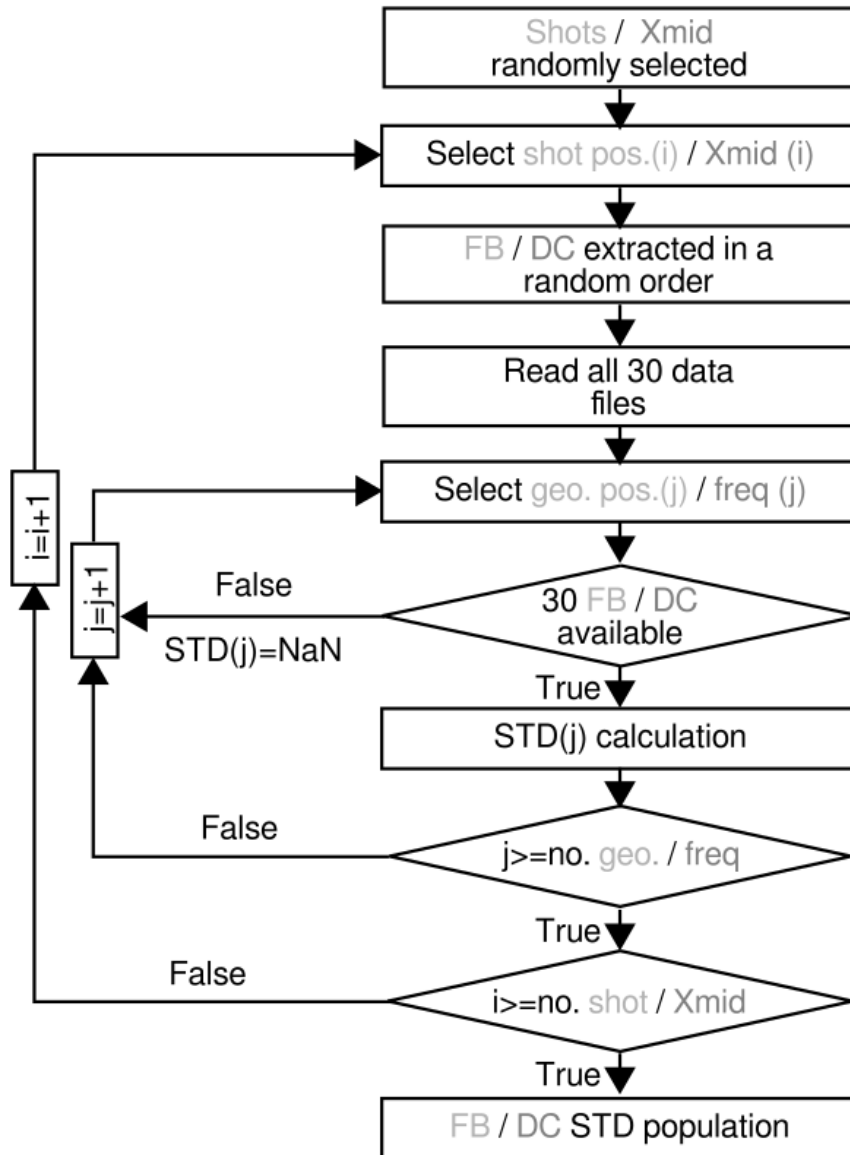 Shots / Xmid
randomly selected
Select shot pos.(i) / Xmid (i)
FB / DC extracted in a
random order
Read all 30 data
files
Select geo. pos.(j) / freq (j)
i=i+1
j=j+1
False
STD(j)=NaN
30 FB / DC
available
True
STD(j) calculation
False
j>=no. geo. / freq
True
False
i>=no. shot / Xmid
True
FB / DC STD population